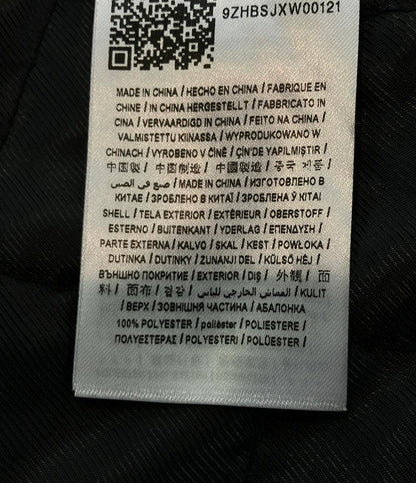 9ZHBSJXW00121
MADE IN CHINA / HECHO EN CHINA / FABRIQUE EN
CHINE / IN CHINA HERGESTELLT / FABBRICATO IN
CINA / VERVAARDIGD IN CHINA / FEITO NA CHINA /
VALMISTETTU KIINASSA / WYPRODUKOWANO W
CHINACH / VYROBENO V ČÍNĚ / ÇİN'DE YAPILMIŞTIR /
中国製 / 中国制造 / 中國製造 / 중국 제품 /
صنع في الصين / MADE IN CHINA / ИЗГОТОВЛЕНО В
КИТАЕ / ЗРОБЛЕНО В КИТАЇ / ЗРОБЛЕНА Ў КІТАІ
SHELL / TELA EXTERIOR / EXTÉRIEUR / OBERSTOFF /
ESTERNO / BUITENKANT / YDERLAG / ΕΠΕΝΔΥΣΗ /
PARTE EXTERNA / KALVO / SKAL / KEST / POWŁOKA /
DUTINKA / DUTINKY / ZUNANJI DEL / KÜLSŐ HÉJ /
ВЪНШНО ПОКРИТИЕ / EXTERIOR / DIŞ / 外観 / 面
料 / 面布 / 겉감 / القماش الخارجي للباس / KULIT
/ ВЕРХ / ЗОВНІШНЯ ЧАСТИНА / АБАЛОНКА
100% POLYESTER / poliéster / POLIESTERE /
ΠΟΛΥΕΣΤΕΡΑΣ / POLYESTERI / POLÜESTER /